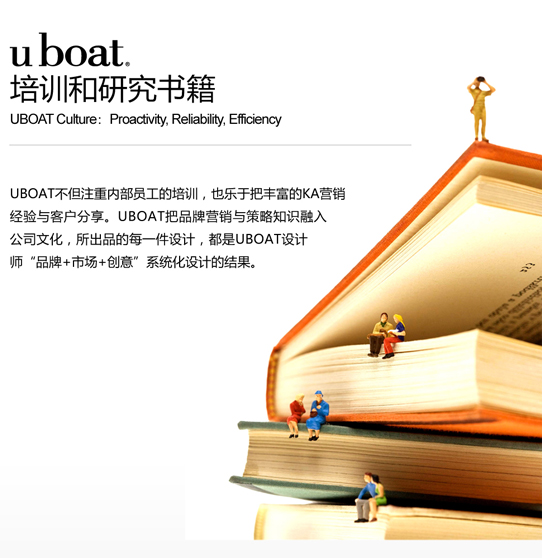 u boat®
培训和研究书籍
UBOAT Culture：Proactivity, Reliability, Efficiency
UBOAT不但注重内部员工的培训，也乐于把丰富的KA营销
经验与客户分享。UBOAT把品牌营销与策略知识融入
公司文化，所出品的每一件设计，都是UBOAT设计
师“品牌+市场+创意”系统化设计的结果。